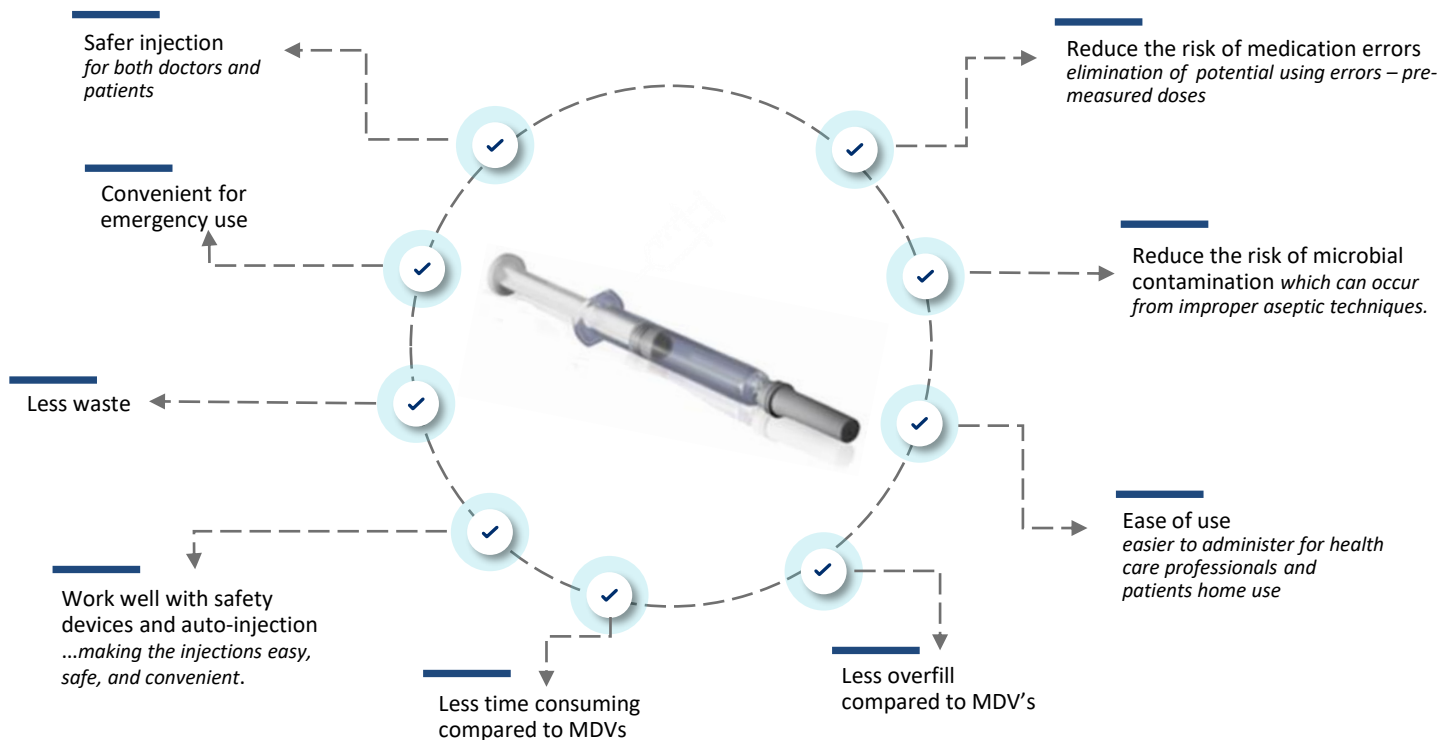 Safer injection
for both doctors and
patients
Convenient for
emergency use
Less waste
Work well with safety
devices and auto-injection
...making the injections easy,
safe, and convenient.
Less time consuming
compared to MDVs
Less overfill
compared to MDV's
Ease of use
easier to administer for health
care professionals and
patients home use
Reduce the risk of microbial
contamination which can occur
from improper aseptic techniques.
Reduce the risk of medication errors
elimination of potential using errors – pre-
measured doses